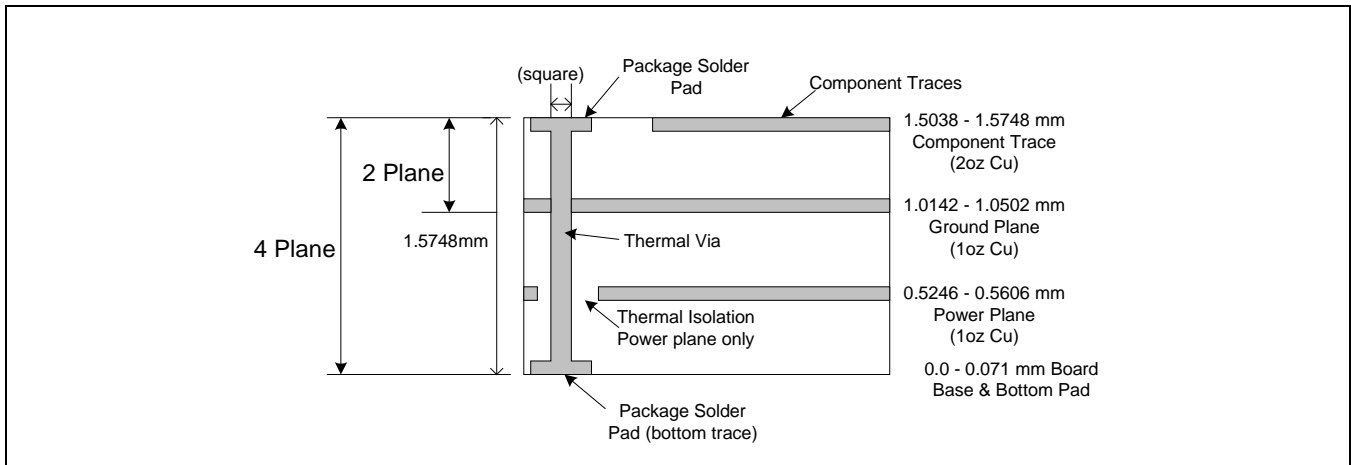 (square)
Package Solder
Pad
Component Traces
1.5038 - 1.5748 mm
Component Trace
(2oz Cu)
2 Plane
4 Plane
1.5748mm
Thermal Via
1.0142 - 1.0502 mm
Ground Plane
(1oz Cu)
Thermal Isolation
Power plane only
0.5246 - 0.5606 mm
Power Plane
(1oz Cu)
0.0 - 0.071 mm Board
Base & Bottom Pad
Package Solder
Pad (bottom trace)